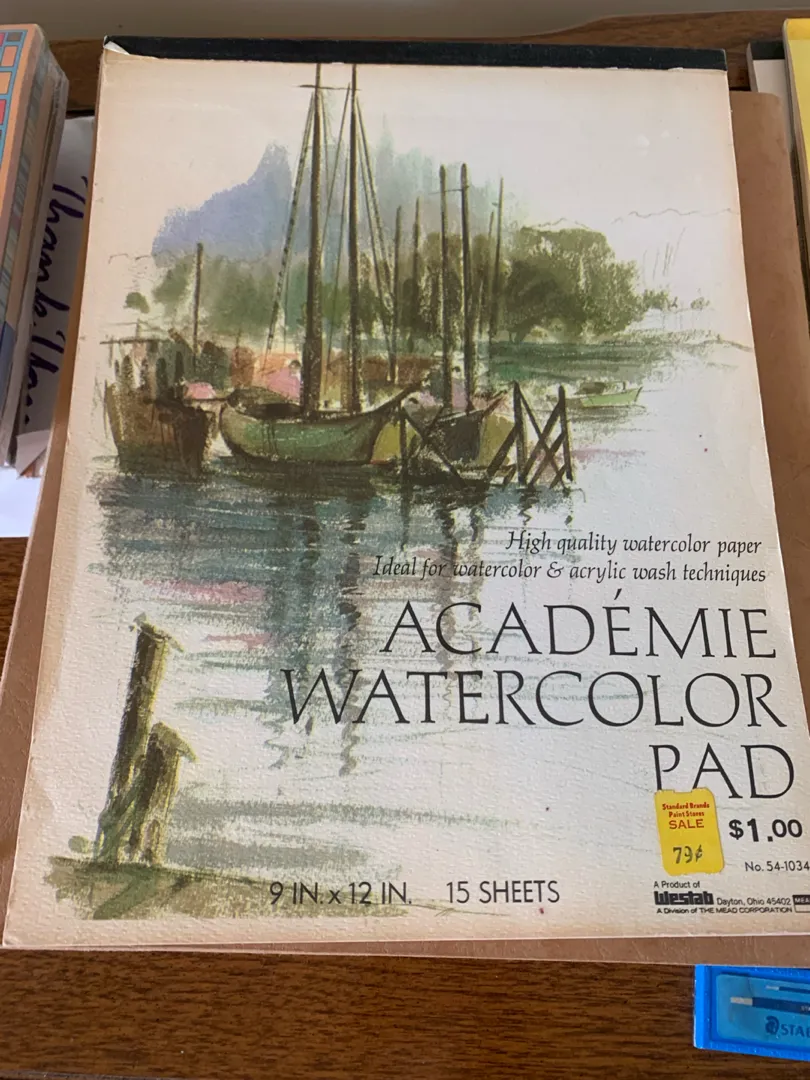 Thank You
High quality watercolor paper
Ideal for watercolor & acrylic wash techniques
ACADÉMIE
WATERCOLOR
PAD
Standard Brands
Paint Stores
SALE
79¢
$1.00
No. 54-1034
9 IN. x 12 IN. 15 SHEETS
A Product of
Westab Dayton, Ohio 45402
A Division of THE MEAD CORPORATION